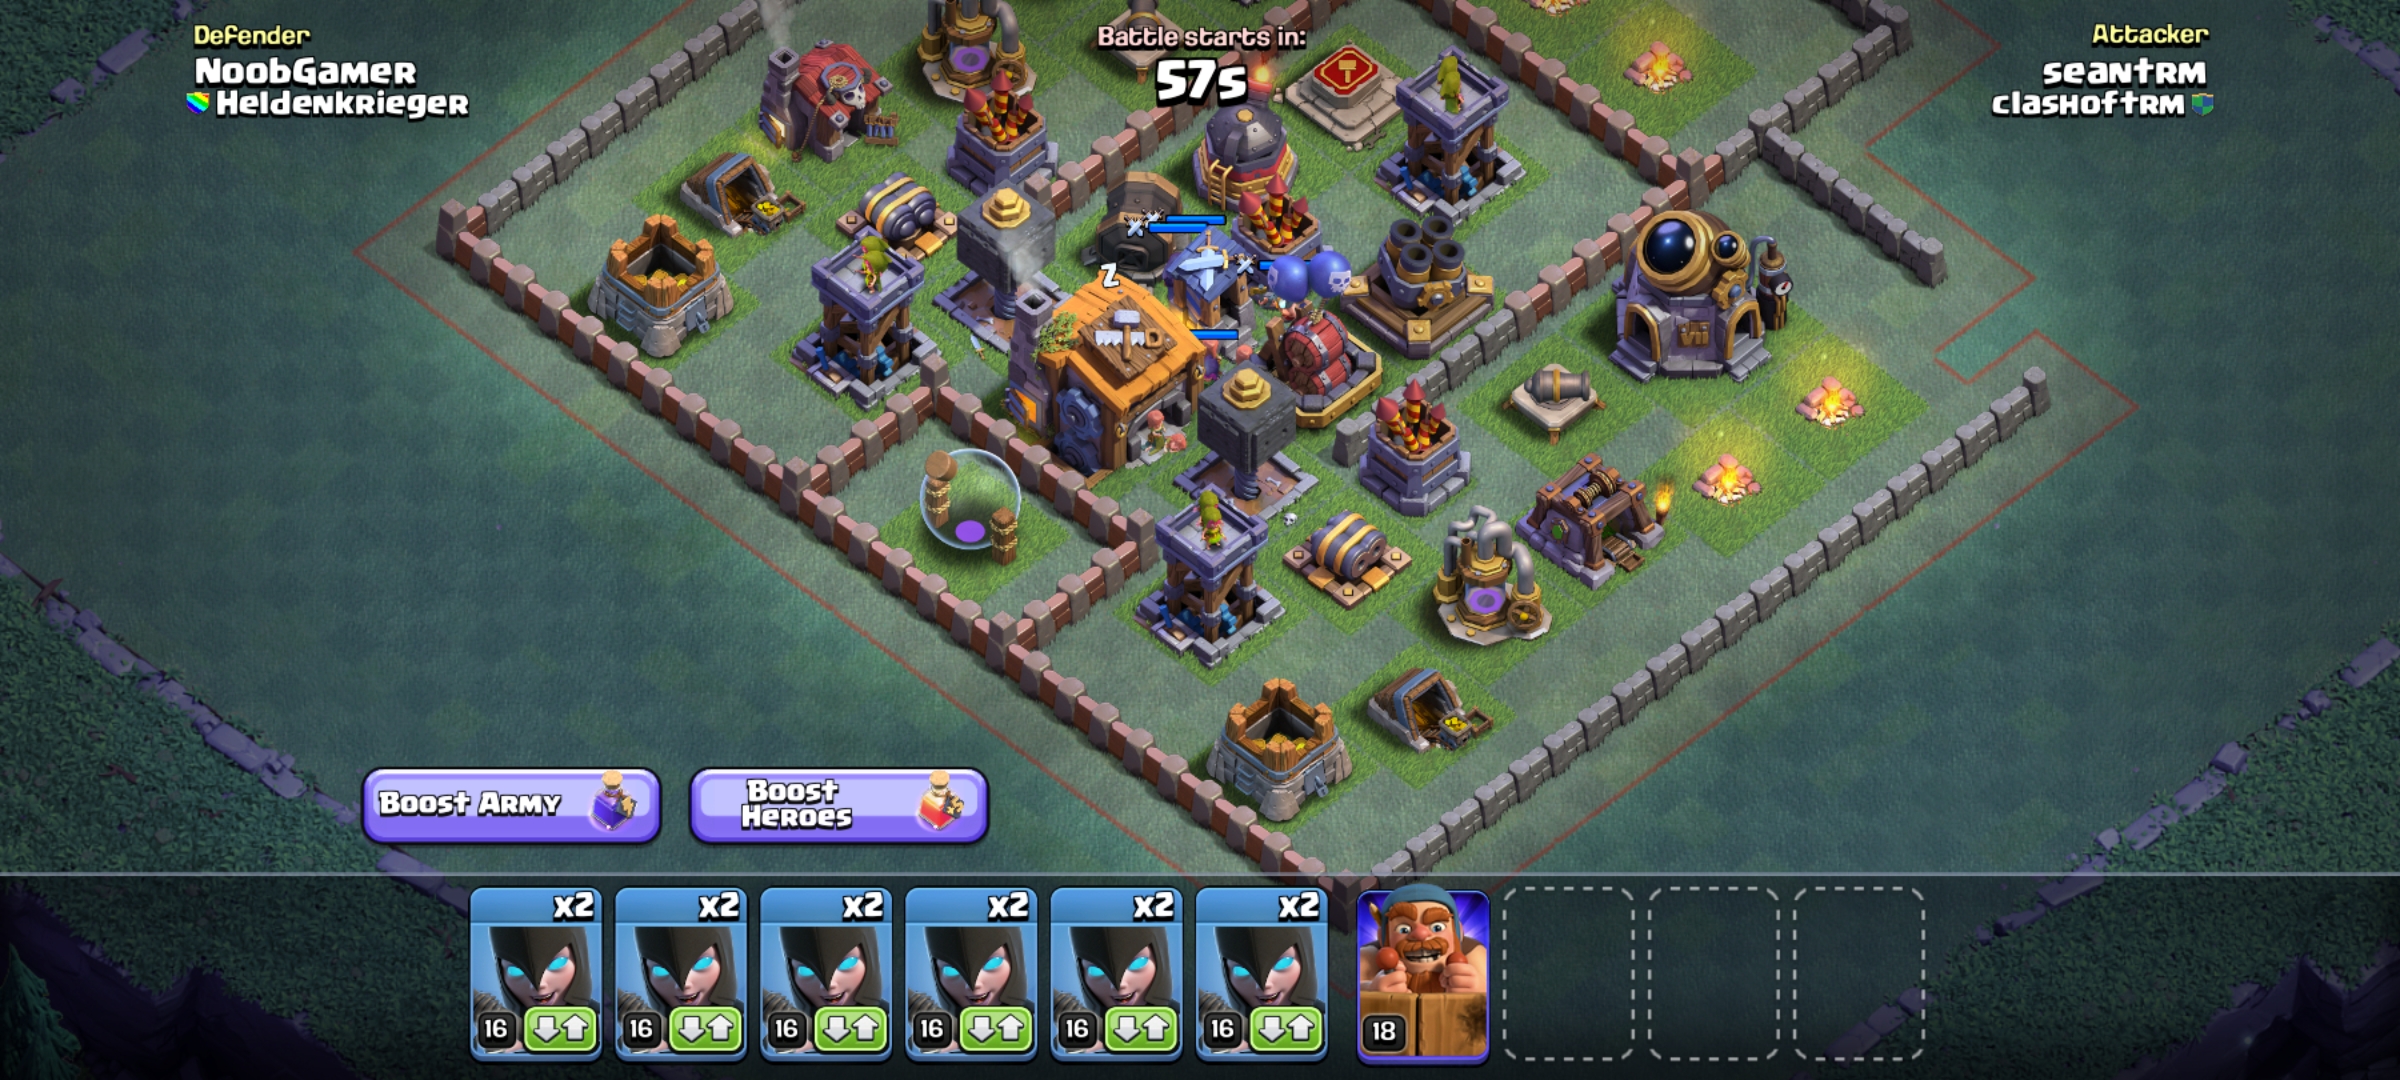 Defender
NoobGamer
Heldenkrieger
Battle starts in:
57s
Attacker
seantrm
clashoftrm
Z
VII
Boost Army
Boost
Heroes
x2
x2
x2
x2
x2
x2
16
16
16
16
16
16
18